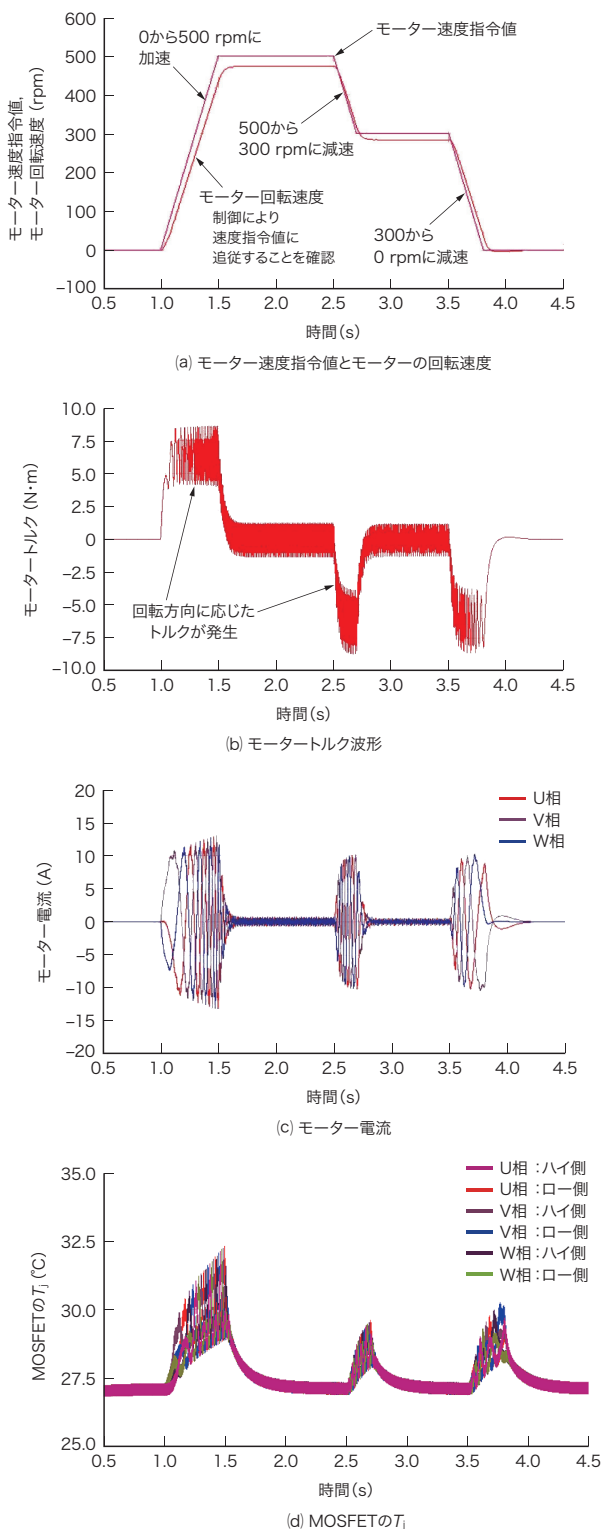 モーター速度指令値,
モーター回転速度 (rpm)
600
500
400
300
200
100
0
–100
0から500 rpmに
加速
モーター速度指令値
500から
300 rpmに減速
モーター回転速度
制御により
速度指令値に
追従することを確認
300から
0 rpmに減速
0.5 1.0 1.5 2.0 2.5 3.0 3.5 4.0 4.5
時間(s)
(a) モーター速度指令値とモーターの回転速度
モータートルク (N·m)
10.0
7.5
5.0
2.5
0
–2.5
–5.0
–7.5
–10.0
回転方向に応じた
トルクが発生
0.5 1.0 1.5 2.0 2.5 3.0 3.5 4.0 4.5
時間(s)
(b) モータートルク波形
モーター電流 (A)
20
15
10
5
0
–5
–10
–15
–20
U相
V相
W相
0.5 1.0 1.5 2.0 2.5 3.0 3.5 4.0 4.5
時間(s)
(c) モーター電流
MOSFETのTj (℃)
35.0
32.5
30.0
27.5
25.0
U相:ハイ側
U相:ロー側
V相:ハイ側
V相:ロー側
W相:ハイ側
W相:ロー側
0.5 1.0 1.5 2.0 2.5 3.0 3.5 4.0 4.5
時間(s)
(d) MOSFETのTj